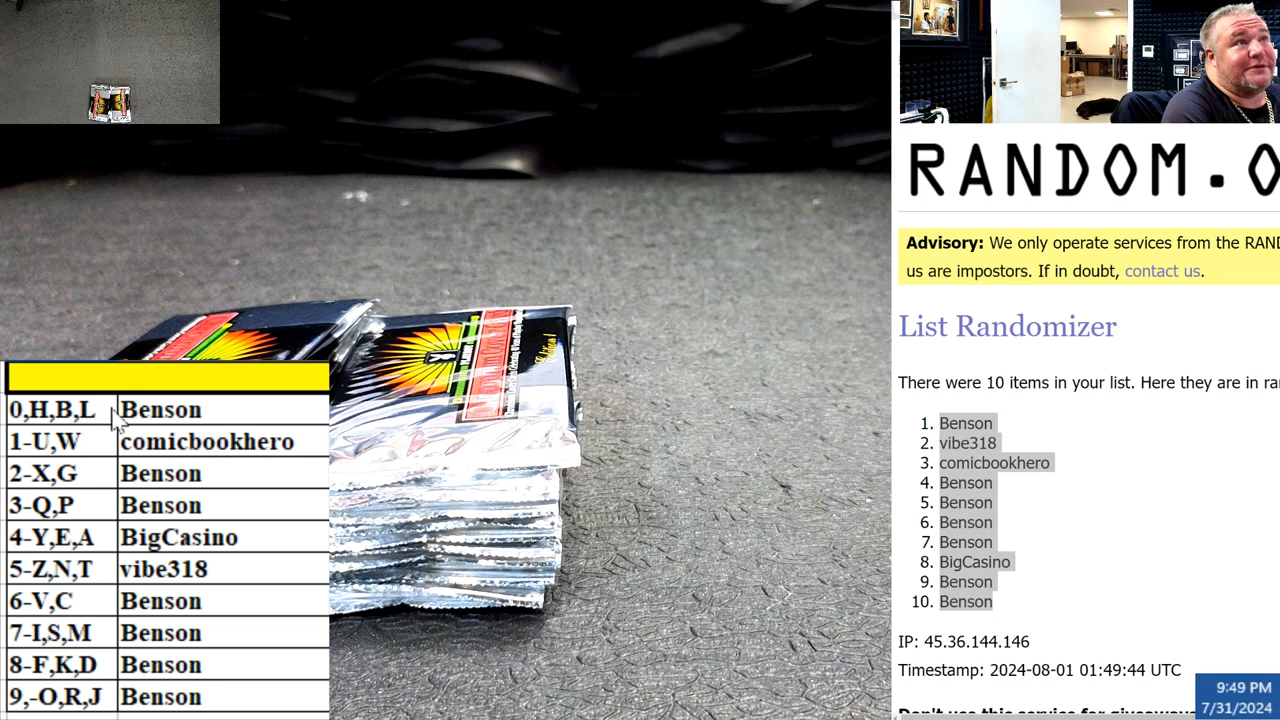 RANDOM.O
Advisory: We only operate services from the RAND
us are impostors. If in doubt, contact us.
List Randomizer
There were 10 items in your list. Here they are in ra
1. Benson
2. vibe318
3. comicbookhero
4. Benson
5. Benson
6. Benson
7. Benson
8. BigCasino
9. Benson
10. Benson
IP: 45.36.144.146
Timestamp: 2024-08-01 01:49:44 UTC
9:49 PM
7/31/2024
0,H,B,L Benson
1-U,W comicbookhero
2-X,G Benson
3-Q,P Benson
4-Y,E,A BigCasino
5-Z,N,T vibe318
6-V,C Benson
7-I,S,M Benson
8-F,K,D Benson
9,-O,R,J Benson